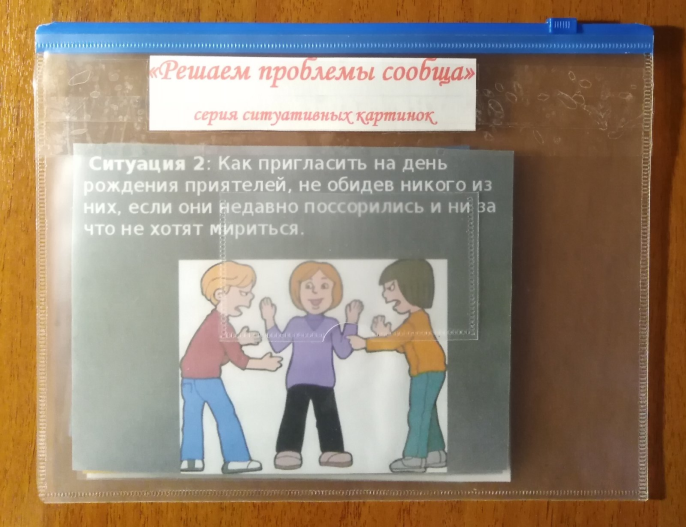 «Решаем проблемы сообща»
серия ситуативных картинок
Ситуация 2: Как пригласить на день
рождения приятелей, не обидев никого из
них, если они недавно поссорились и ни за
что не хотят мириться.